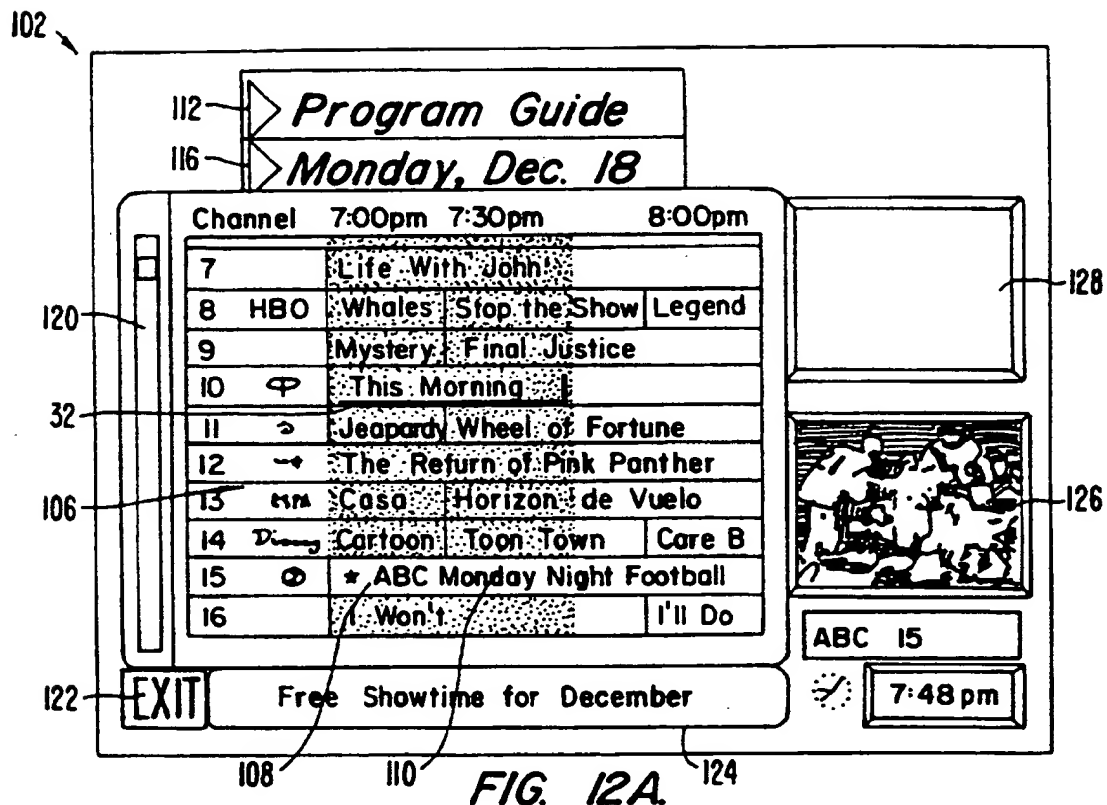 102
112 Program Guide
116 Monday, Dec. 18
Channel 7:00pm 7:30pm 8:00pm
7 Life With John
128
120
8 HBO Whales Stop the Show Legend
9 Mystery Final Justice
10 This Morning
32
11 Jeapardy Wheel of Fortune
12 The Return of Pink Panther
106
13 Casa Horizon de Vuelo
126
14 Disney Cartoon Toon Town Care B
15 * ABC Monday Night Football
16 I Won't I'll Do
ABC 15
122 EXIT Free Showtime for December
7:48 pm
108 110 124
FIG. 12A.